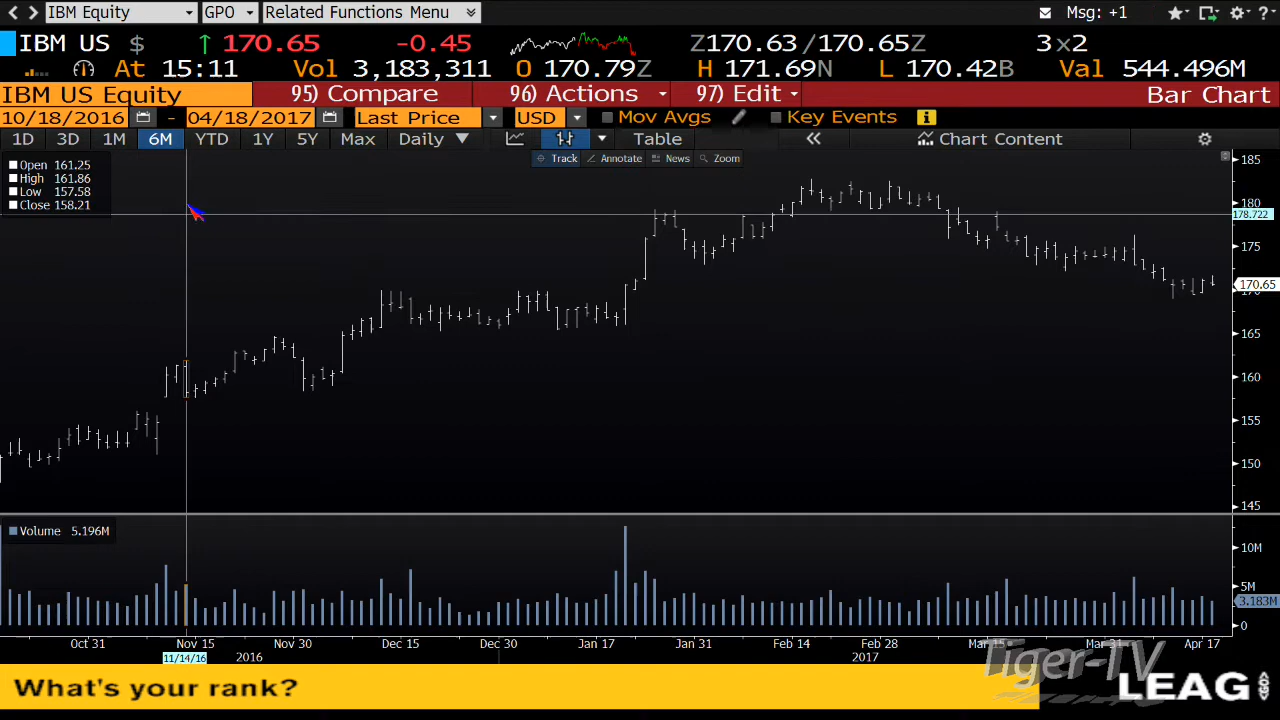 IBM Equity GPO Related Functions Menu Msg: +1 ?
IBM US $ ↑ 170.65 -0.45 Z170.63 /170.65Z 3x2
At 15:11 Vol 3,183,311 O 170.79Z H 171.69N L 170.42B Val 544.496M
IBM US Equity 95) Compare 96) Actions 97) Edit Bar Chart
10/18/2016 - 04/18/2017 Last Price USD Mov Avgs Key Events i
1D 3D 1M 6M YTD 1Y 5Y Max Daily Table « Chart Content
Track Annotate News Zoom
Open 161.25
High 161.86
Low 157.58
Close 158.21
185
180
178.722
175
170.65
170
165
160
155
150
145
Volume 5.196M
10M
5M
3.183M
0
Oct 31 Nov 15 Nov 30 Dec 15 Dec 30 Jan 17 Jan 31 Feb 14 Feb 28 Mar 15 Mar 31 Apr 17
11/14/16 2016 2017
Tiger-TV
What's your rank?
LEAGO